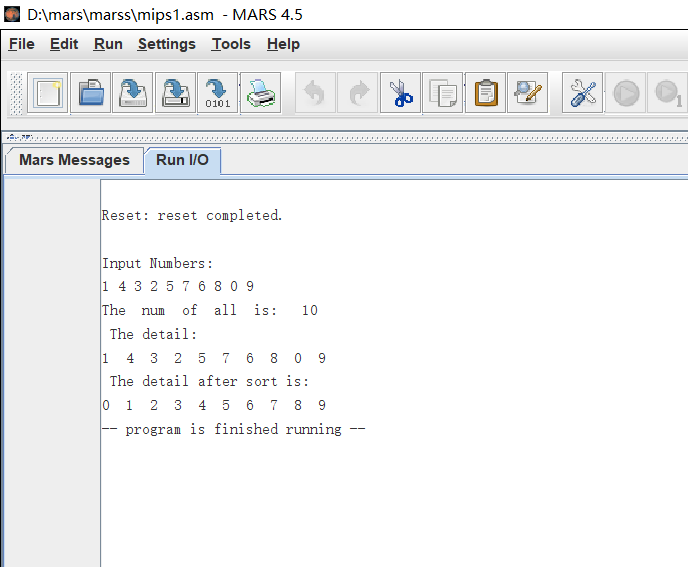 D:\mars\marss\mips1.asm - MARS 4.5
File Edit Run Settings Tools Help
0101
1
Mars Messages Run I/O
Reset: reset completed.
Input Numbers:
1 4 3 2 5 7 6 8 0 9
The num of all is: 10
The detail:
1 4 3 2 5 7 6 8 0 9
The detail after sort is:
0 1 2 3 4 5 6 7 8 9
-- program is finished running --